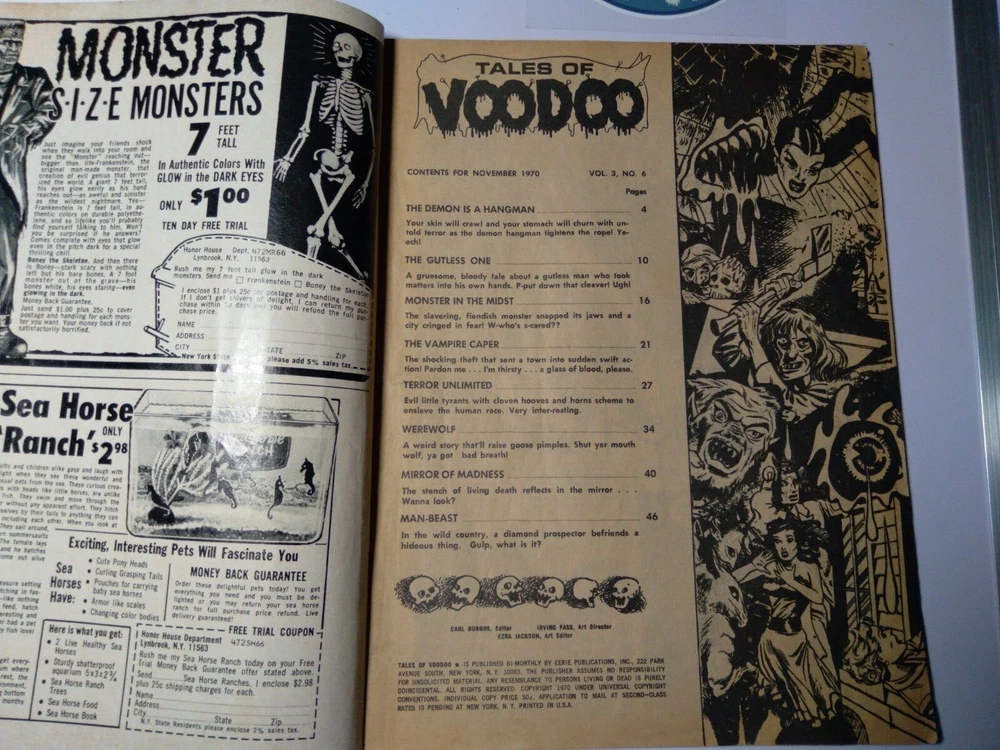 MONSTER
S·I·Z·E MONSTERS
7 FEET TALL
In Authentic Colors With
GLOW in the DARK EYES
ONLY $1.00
TEN DAY FREE TRIAL
Just imagine your friends shock
when they walk into your room and
see the "Monster" reaching out—
bigger than life-Frankenstein, the
original man-made monster, that
creation of evil genius that terror-
ized the world. A giant 7 feet tall,
his eyes glow eerily as his hand
reaches out—as awful and sinister
as the wildest nightmare. Yes—
Frankenstein is 7 feet tall, in au-
thentic colors on durable polyethe-
lene, and so lifelike you'll probably
find yourself talking to him. Won't
you be surprised if he answers?
Comes complete with eyes that glow
even in the pitch dark for a special
thrilling chill.
Boney the Skeleton. And then there
is Boney—stark scary with nothing
left but his bare bones. A 7 foot
monster out of the grave—his
bones while, his eyes staring—even
glowing in the dark.
Money Back Guarantee.
Just send $1.00 plus 25c to cover
postage and handling for each mons-
ter you want. Your money back if not
satisfactorily horrified.
Honor House Dept. 472MR66
Lynbrook, N.Y. 11563
Rush me my 7 foot tall glow in the dark
monsters. Send me □ Frankenstein □ Boney the Skeleton
I enclose $1 plus 25c for postage and handling for each.
If I don't get shivers of delight, I can return my pur-
chase within 10 days and you will refund the full pur-
chase price.
NAME
ADDRESS
CITY STATE ZIP
New York State please add 5% sales tax.
Sea Horse
'Ranch' ONLY $2.98
Exciting, Interesting Pets Will Fascinate You
Sea Horses Have:
• Cute Pony Heads
• Curling Grasping Tails
• Pouches for carrying
baby sea horses
• Armor like scales
• Changing color bodies
MONEY BACK GUARANTEE
Order these delightful pets today! You get
everything you need and you must be de-
lighted or you may return your sea horse
ranch for full purchase price refund. Live
delivery guaranteed!
Here is what you get:
• 2 Live Healthy Sea
Horses
• Sturdy shatterproof
aquarium 5x3x2¾
• Sea Horse Ranch
Trees
• Sea Horse Food
• Sea Horse Book
FREE TRIAL COUPON
Honor House Department 472SH66
Lynbrook, N.Y. 11563
Rush me my Sea Horse Ranch today on your Free
Trial Money Back Guarantee offer stated above.
Send Sea Horse Ranches. I enclose $2.98
plus 25c shipping charges for each.
Name
Address
City State Zip
N.Y. State Residents please enclose 2% sales tax.
TALES OF
VOODOO
CONTENTS FOR NOVEMBER 1970 VOL. 3, NO. 6
Pages
THE DEMON IS A HANGMAN 4
Your skin will crawl and your stomach will churn with un-
told terror as the demon hangman tightens the rope! Ye-
ech!
THE GUTLESS ONE 10
A gruesome, bloody tale about a gutless man who took
matters into his own hands. P-put down that cleaver! Ugh!
MONSTER IN THE MIDST 16
The slavering, fiendish monster snapped its jaws and a
city cringed in fear! W-who's s-cared??
THE VAMPIRE CAPER 21
The shocking theft that sent a town into sudden swift ac-
tion! Pardon me . . . I'm thirsty . . . a glass of blood, please.
TERROR UNLIMITED 27
Evil little tyrants with cloven hooves and horns scheme to
enslave the human race. Very inter-resting.
WEREWOLF 34
A weird story that'll raise goose pimples. Shut yer mouth
wolf, ya got bad breath!
MIRROR OF MADNESS 40
The stench of living death reflects in the mirror . . .
Wanna look?
MAN-BEAST 46
In the wild country, a diamond prospector befriends a
hideous thing. Gulp, what is it?
CARL BURGOS, Editor IRVING FASS, Art Director
EZRA JACKSON, Art Editor
TALES OF VOODOO ● IS PUBLISHED BI-MONTHLY BY EERIE PUBLICATIONS, INC., 222 PARK
AVENUE SOUTH, NEW YORK, N. Y. 10003. THE PUBLISHER ASSUMES NO RESPONSIBILITY
FOR UNSOLICITED MATERIAL. ANY RESEMBLANCE TO PERSONS LIVING OR DEAD IS PURELY
COINCIDENTAL. ALL RIGHTS RESERVED. COPYRIGHT 1970 UNDER UNIVERSAL COPYRIGHT
CONVENTIONS. INDIVIDUAL COPY PRICE 50¢. APPLICATION TO MAIL AT SECOND-CLASS
RATES IS PENDING AT NEW YORK, N. Y. PRINTED IN U.S.A.